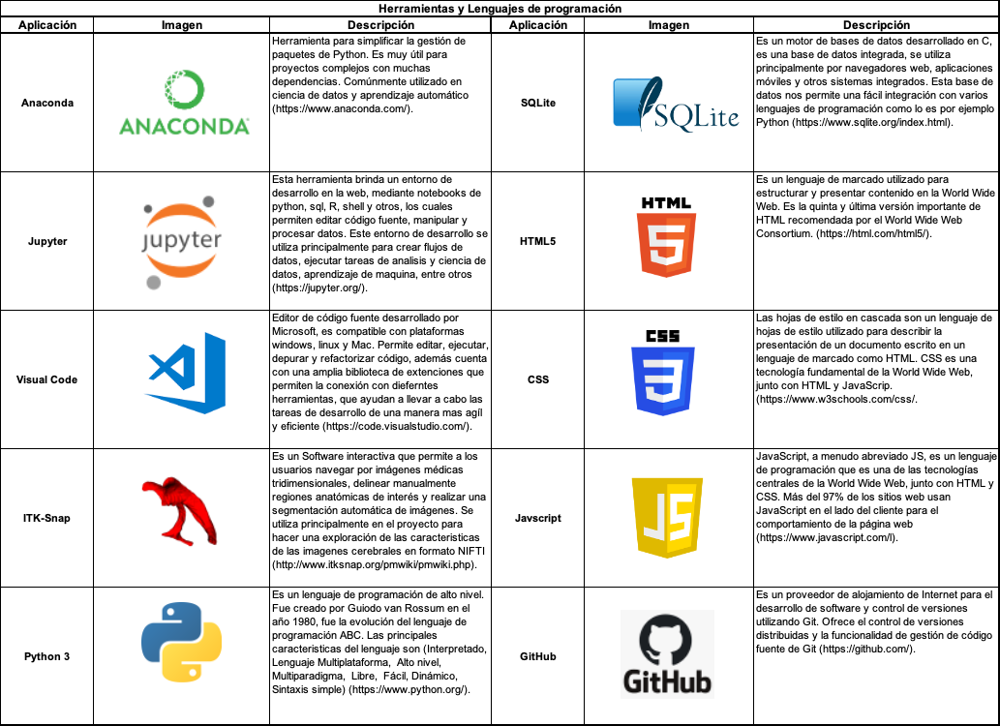 Herramientas y Lenguajes de programación
Aplicación
Imagen
Descripción
Aplicación
Imagen
Descripción
Anaconda
ANACONDA
Herramienta para simplificar la gestión de
paquetes de Python. Es muy útil para
proyectos complejos con muchas
dependencias. Comúnmente utilizado en
ciencia de datos y aprendizaje automático
(https://www.anaconda.com/).
SQLite
SQLite
Es un motor de bases de datos desarrollado en C,
es una base de datos integrada, se utiliza
principalmente por navegadores web, aplicaciones
móviles y otros sistemas integrados. Esta base de
datos nos permite una fácil integración con varios
lenguajes de programación como lo es por ejemplo
Python (https://www.sqlite.org/index.html).
Jupyter
jupyter
Esta herramienta brinda un entorno de
desarrollo en la web, mediante notebooks de
python, sql, R, shell y otros, los cuales
permiten editar código fuente, manipular y
procesar datos. Este entorno de desarrollo se
utiliza principalmente para crear flujos de
datos, ejecutar tareas de analisis y ciencia de
datos, aprendizaje de maquina, entre otros
(https://jupyter.org/).
HTML5
HTML
5
Es un lenguaje de marcado utilizado para
estructurar y presentar contenido en la World Wide
Web. Es la quinta y última versión importante de
HTML recomendada por el World Wide Web
Consortium. (https://html.com/html5/).
Visual Code
Editor de código fuente desarrollado por
Microsoft, es compatible con plataformas
windows, linux y Mac. Permite editar, ejecutar,
depurar y refactorizar código, además cuenta
con una amplia biblioteca de extenciones que
permiten la conexión con dieferntes
herramientas, que ayudan a llevar a cabo las
tareas de desarrollo de una manera mas agíl
y eficiente (https://code.visualstudio.com/).
CSS
CSS
3
Las hojas de estilo en cascada son un lenguaje de
hojas de estilo utilizado para describir la
presentación de un documento escrito en un
lenguaje de marcado como HTML. CSS es una
tecnología fundamental de la World Wide Web,
junto con HTML y JavaScrip.
(https://www.w3schools.com/css/.
ITK-Snap
Es un Software interactiva que permite a los
usuarios navegar por imágenes médicas
tridimensionales, delinear manualmente
regiones anatómicas de interés y realizar una
segmentación automática de imágenes. Se
utiliza principalmente en el proyecto para
hacer una exploración de las caracteristicas
de las imagenes cerebrales en formato NIFTI
(http://www.itksnap.org/pmwiki/pmwiki.php).
Javscript
JS
JavaScript, a menudo abreviado JS, es un lenguaje
de programación que es una de las tecnologías
centrales de la World Wide Web, junto con HTML y
CSS. Más del 97% de los sitios web usan
JavaScript en el lado del cliente para el
comportamiento de la página web
(https://www.javascript.com/l).
Python 3
Es un lenguaje de programación de alto nivel.
Fue creado por Guiodo van Rossum en el
año 1980, fue la evolución del lenguaje de
programación ABC. Las principales
caracteristicas del lenguaje son (Interpretado,
Lenguaje Multiplataforma, Alto nivel,
Multiparadigma, Libre, Fácil, Dinámico,
Sintaxis simple) (https://www.python.org/).
GitHub
GitHub
Es un proveedor de alojamiento de Internet para el
desarrollo de software y control de versiones
utilizando Git. Ofrece el control de versiones
distribuidas y la funcionalidad de gestión de código
fuente de Git (https://github.com/).